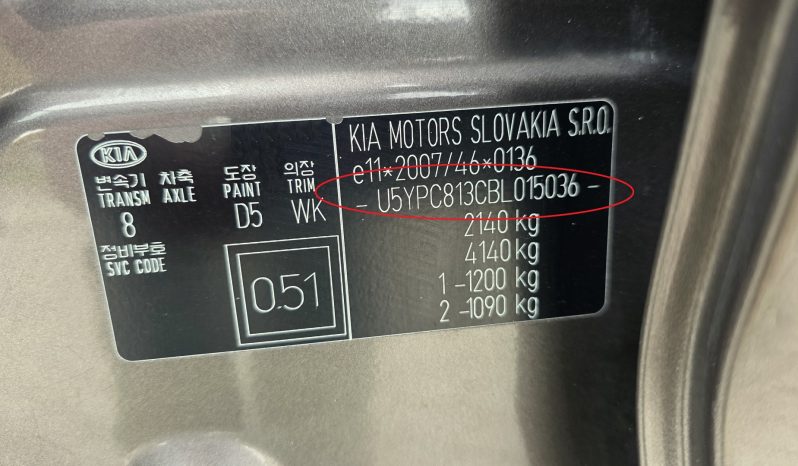 KIA
변속기 차축 도장 의장
TRANSM AXLE PAINT TRIM
8 D5 WK
정비부호
SVC CODE
0.51
KIA MOTORS SLOVAKIA S.R.O.
e11*2007/46*0136
- U5YPC813CBL015036 -
2140 kg
4140 kg
1 -1200 kg
2 -1090 kg